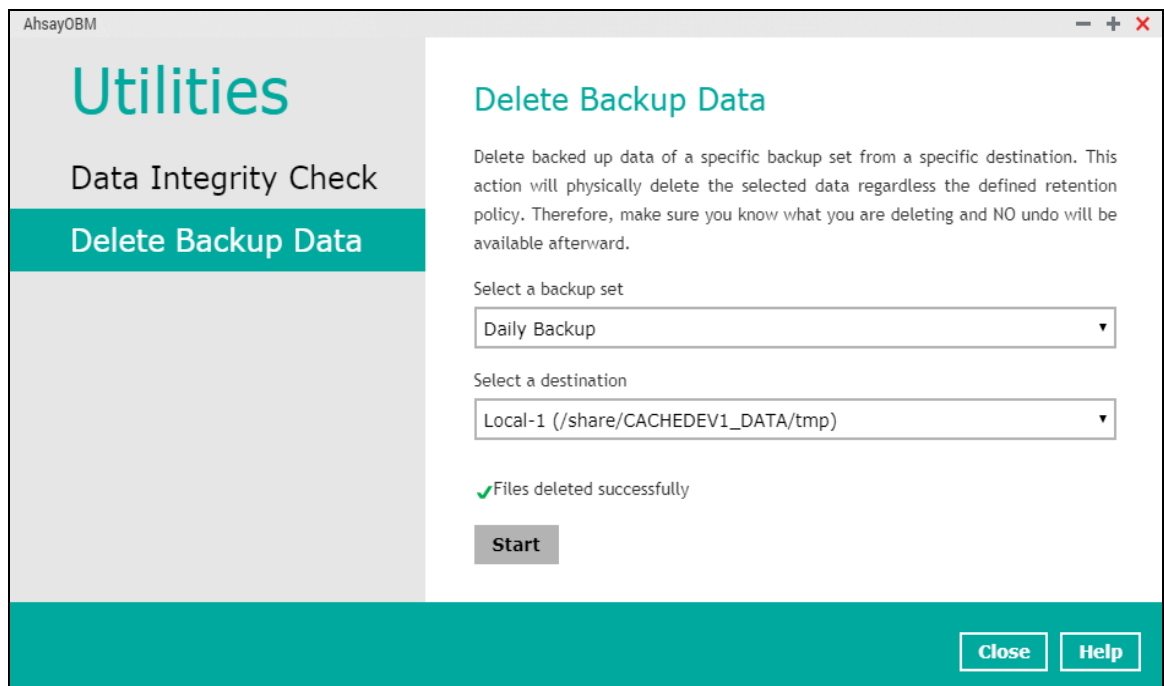 AhsayOBM
Utilities
Data Integrity Check
Delete Backup Data
Delete Backup Data
Delete backed up data of a specific backup set from a specific destination. This
action will physically delete the selected data regardless the defined retention
policy. Therefore, make sure you know what you are deleting and NO undo will be
available afterward.
Select a backup set
Daily Backup
Select a destination
Local-1 (/share/CACHEDEV1_DATA/tmp)
Files deleted successfully
Start
Close
Help